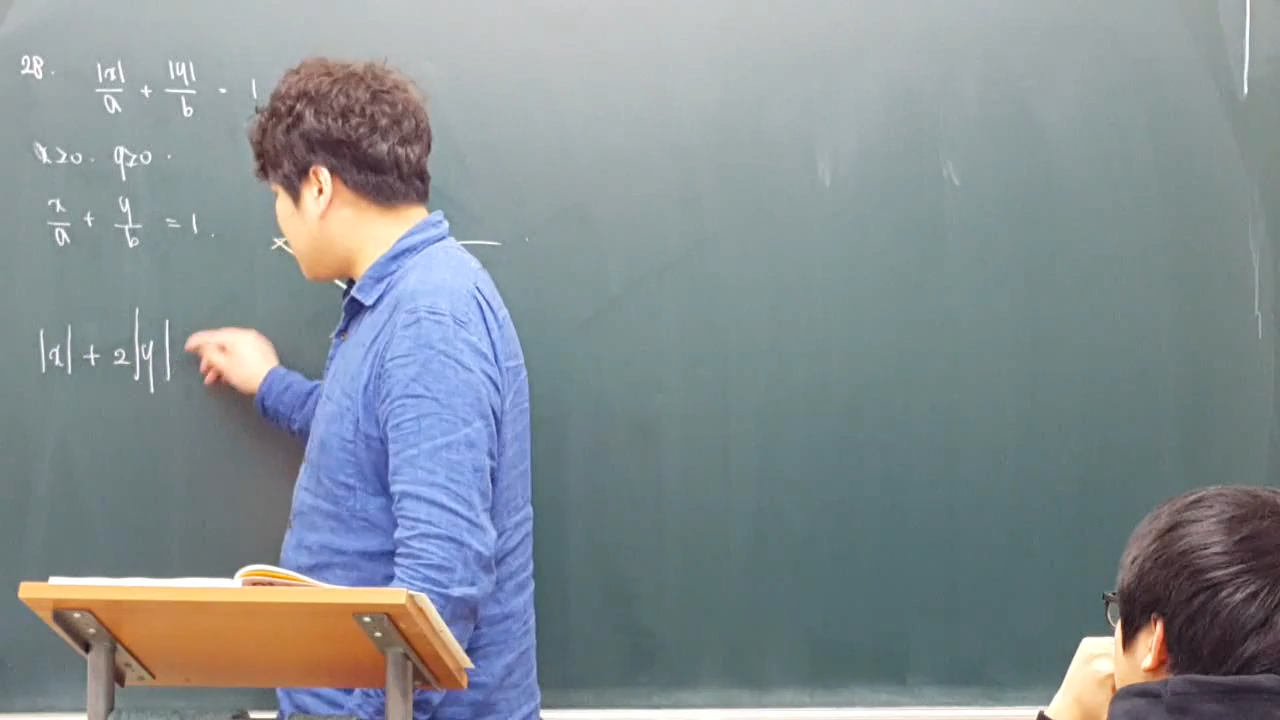 28. |x|/a + |y|/b = 1
x≥0. y≥0.
x/a + y/b = 1.
|x| + 2|y|